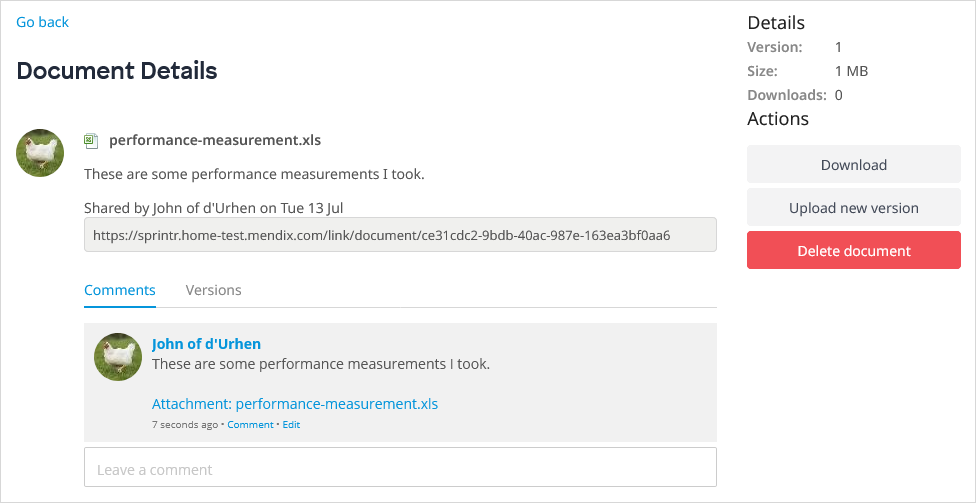 Go back
Document Details
performance-measurement.xls
These are some performance measurements I took.
Shared by John of d'Urhen on Tue 13 Jul
https://sprintr.home-test.mendix.com/link/document/ce31cdc2-9bdb-40ac-987e-163ea3bf0aa6
Comments Versions
John of d'Urhen
These are some performance measurements I took.
Attachment: performance-measurement.xls
7 seconds ago • Comment • Edit
Leave a comment
Details
Version: 1
Size: 1 MB
Downloads: 0
Actions
Download
Upload new version
Delete document